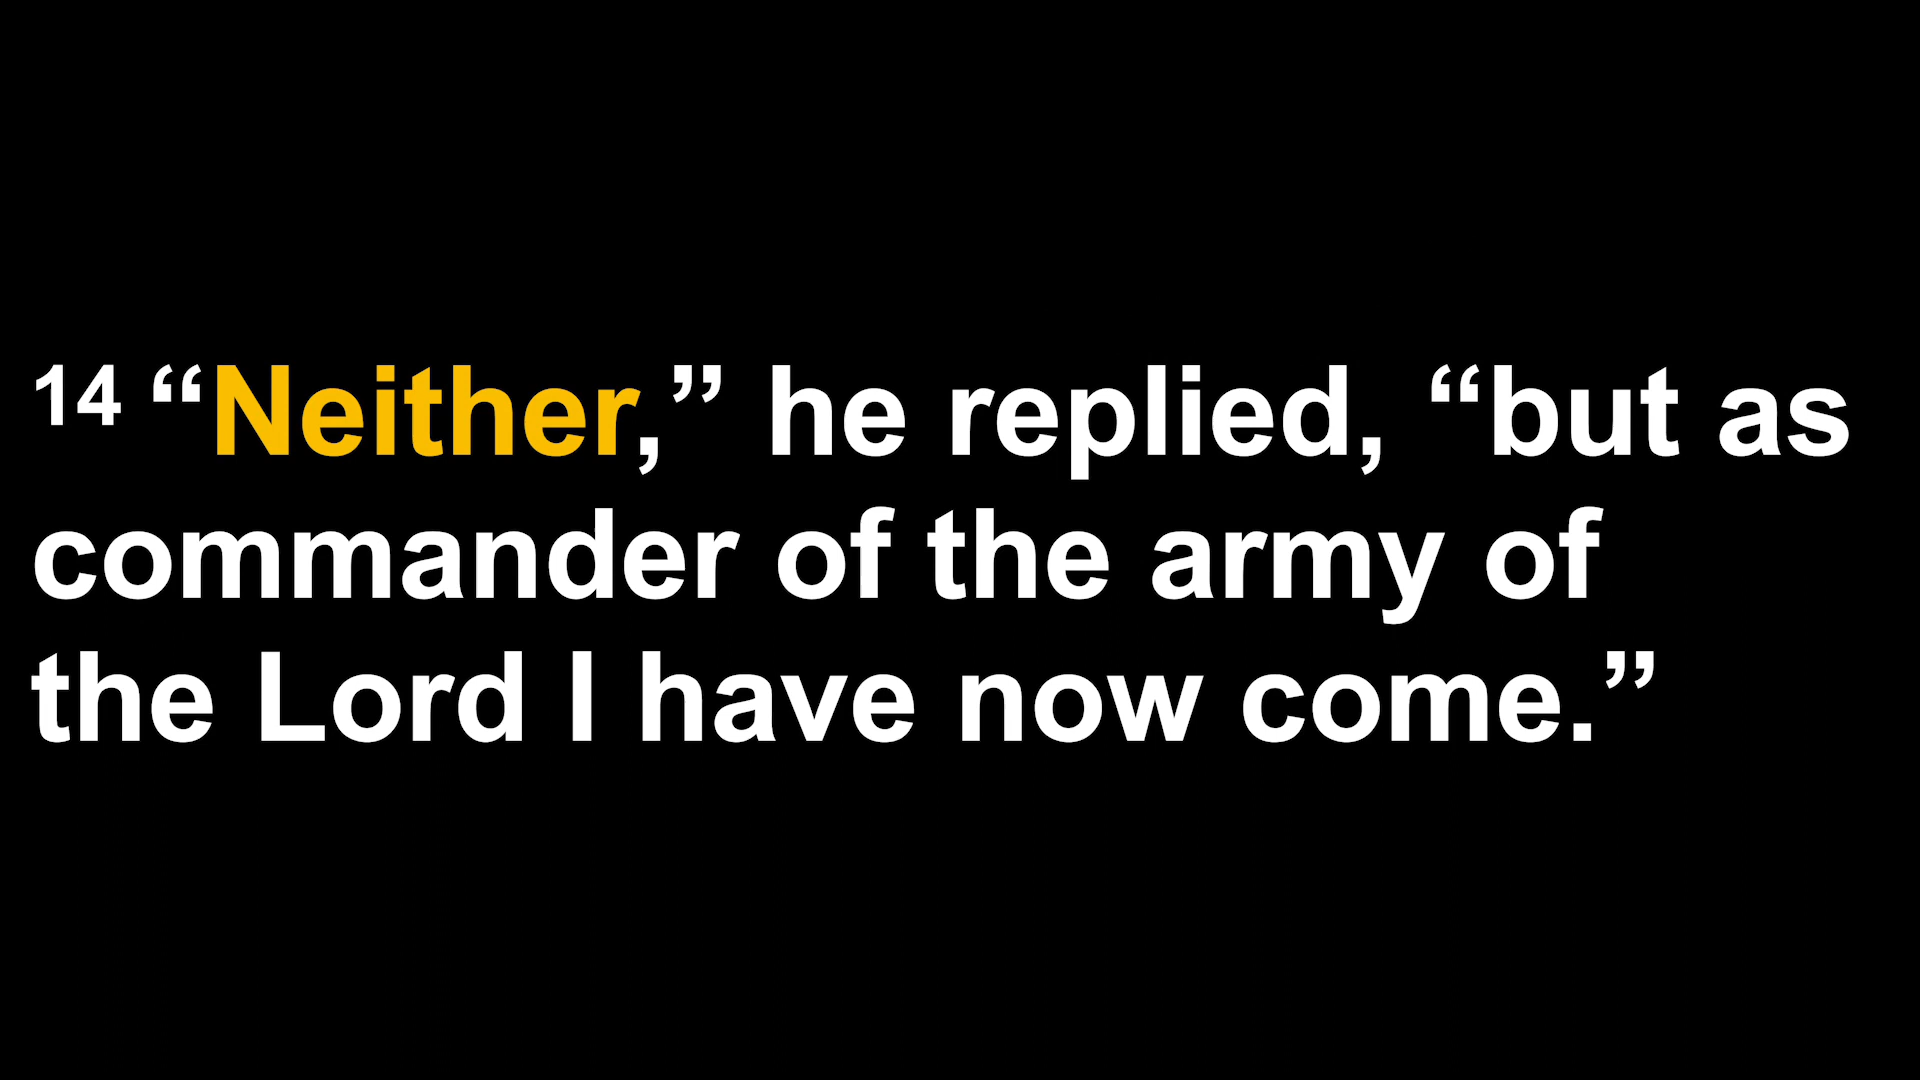 14 “Neither,” he replied, “but as
commander of the army of
the Lord I have now come.”